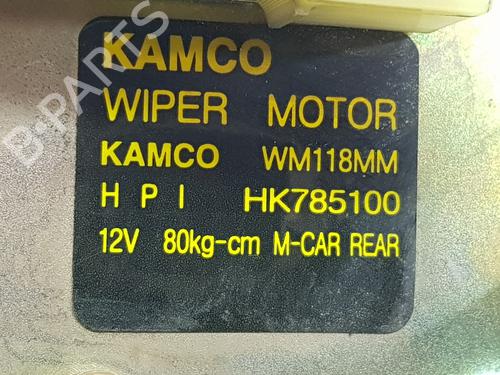 KAMCO
WIPER MOTOR
KAMCO WM118MM
H P I HK785100
12V 80kg-cm M-CAR REAR
B-PARTS